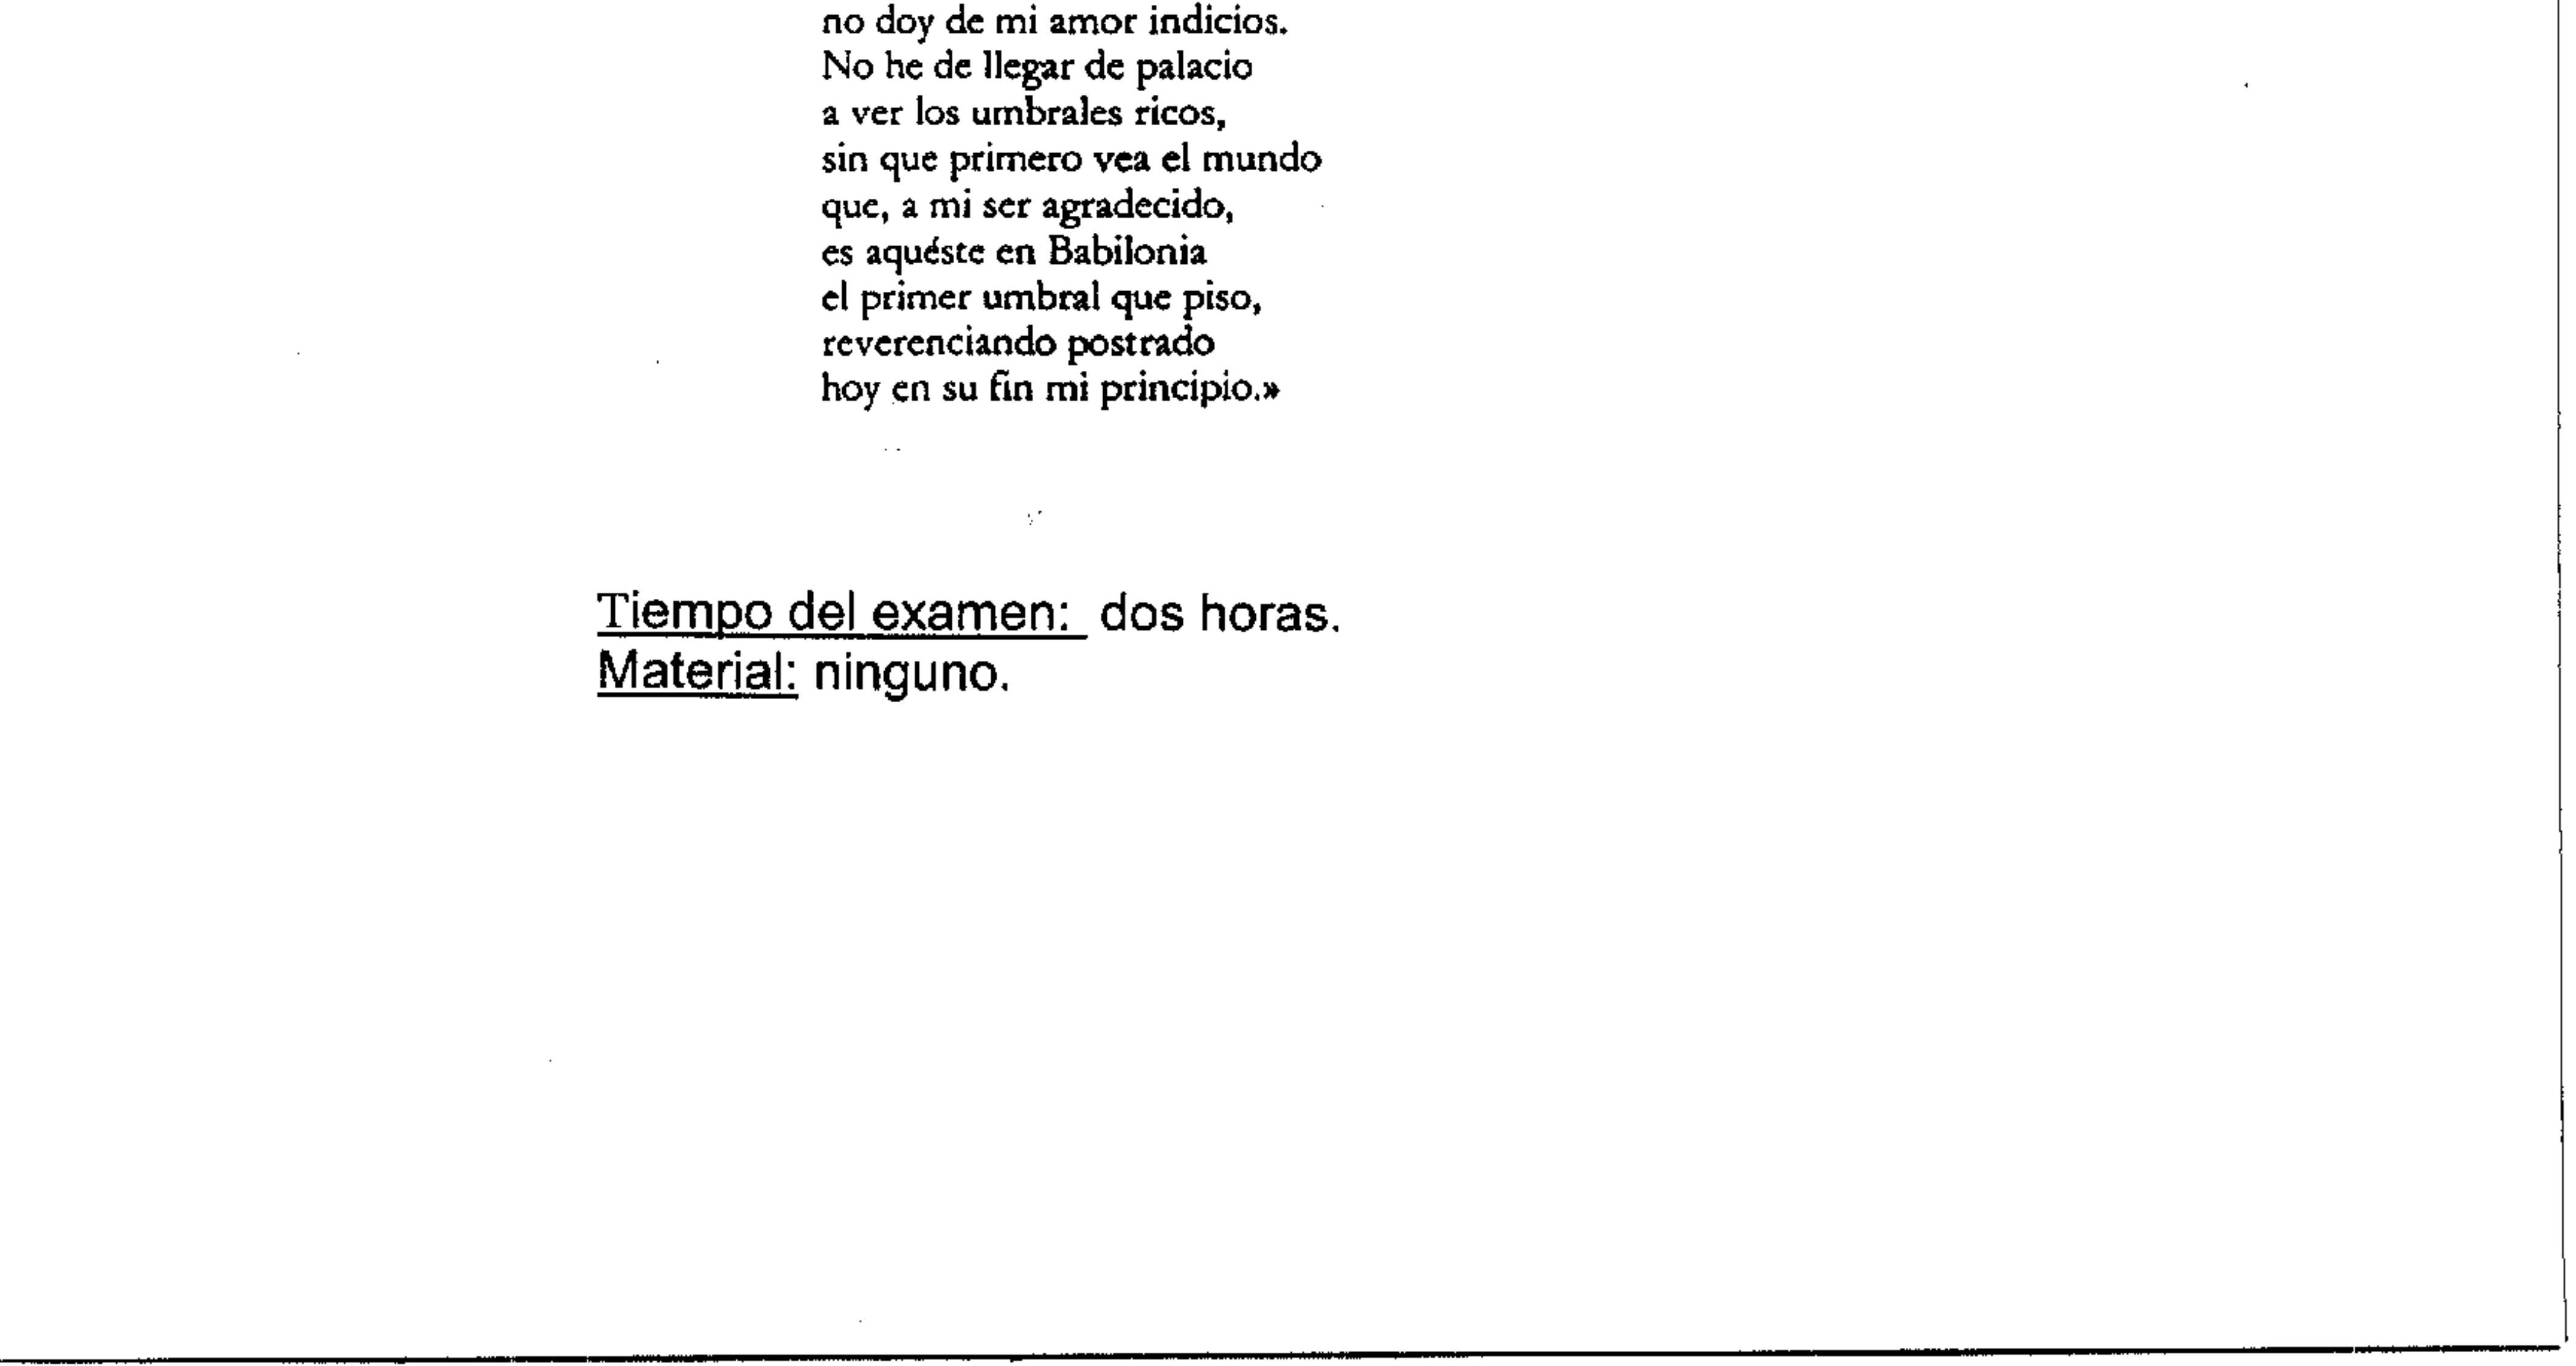 no doy de mi amor indicios.
No he de llegar de palacio
a ver los umbrales ricos,
sin que primero vea el mundo
que, a mi ser agradecido,
es aquéste en Babilonia
el primer umbral que piso,
reverenciando postrado
hoy en su fin mi principio.»
Tiempo del examen: dos horas.
Material: ninguno.